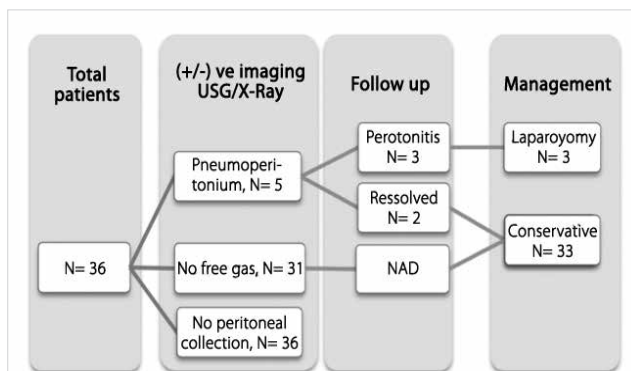 Total
patients
(+/-) ve imaging
USG/X-Ray
Follow up
Management
Pneumoperi-
tonium, N= 5
Perotonitis
N= 3
Laparoyomy
N= 3
Ressolved
N= 2
Conservative
N= 33
N= 36
No free gas, N= 31
NAD
No peritoneal
collection, N= 36